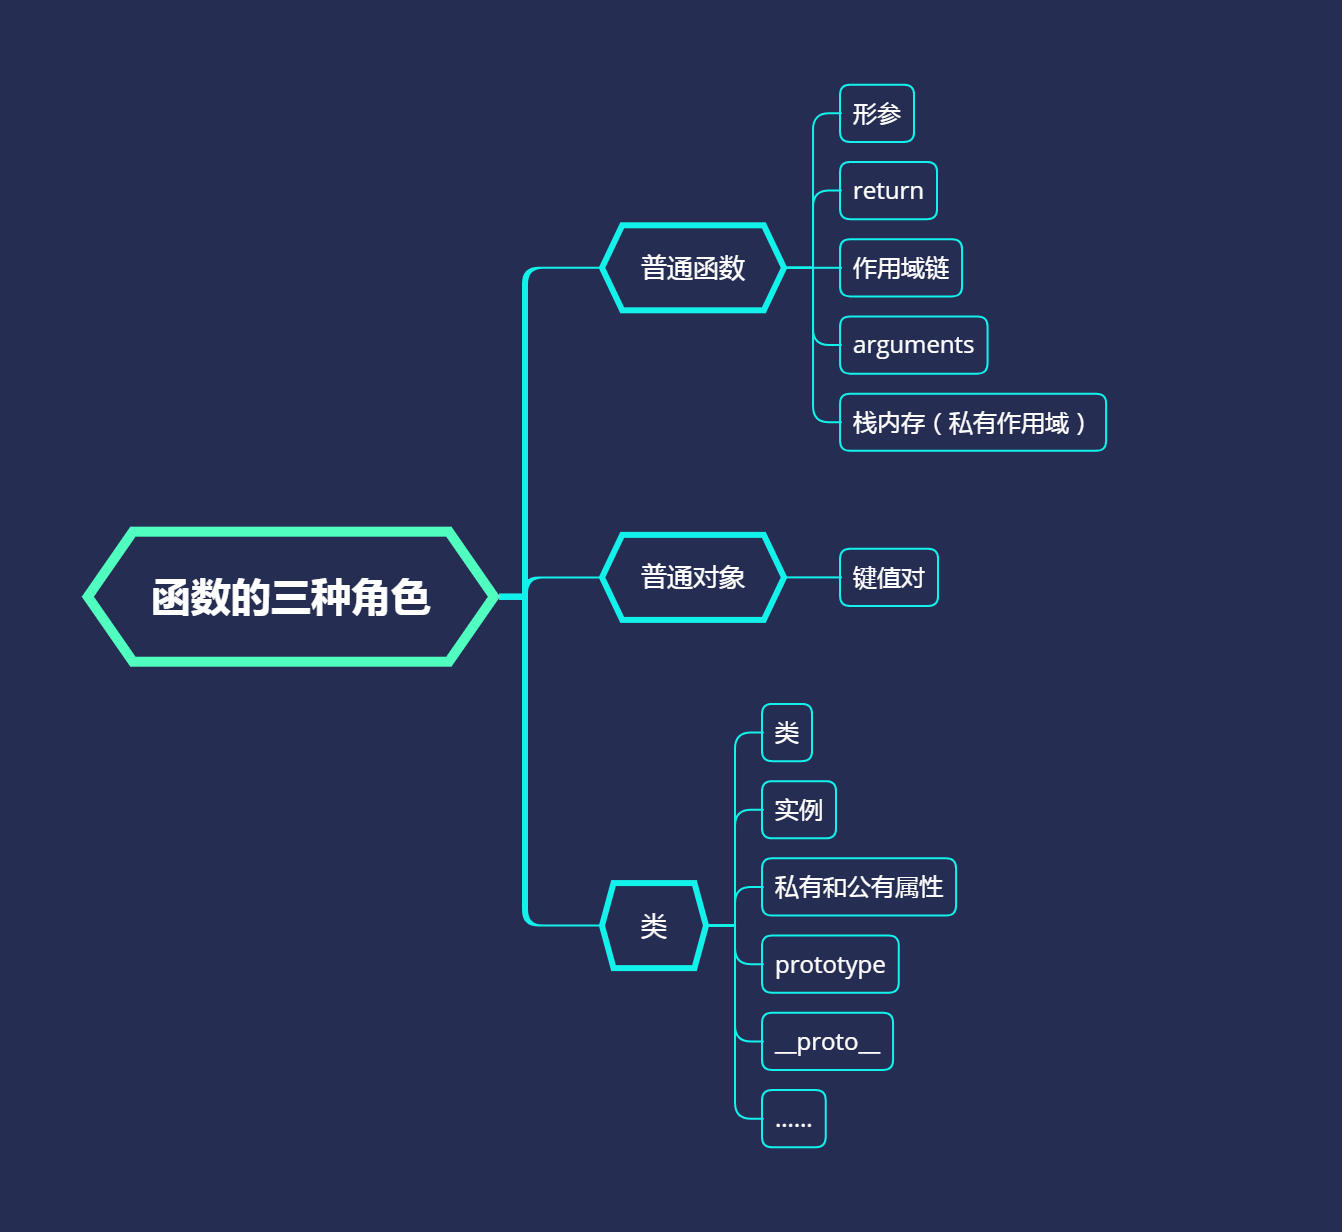 函数的三种角色
普通函数
形参
return
作用域链
arguments
栈内存（私有作用域）
普通对象
键值对
类
类
实例
私有和公有属性
prototype
__proto__
......